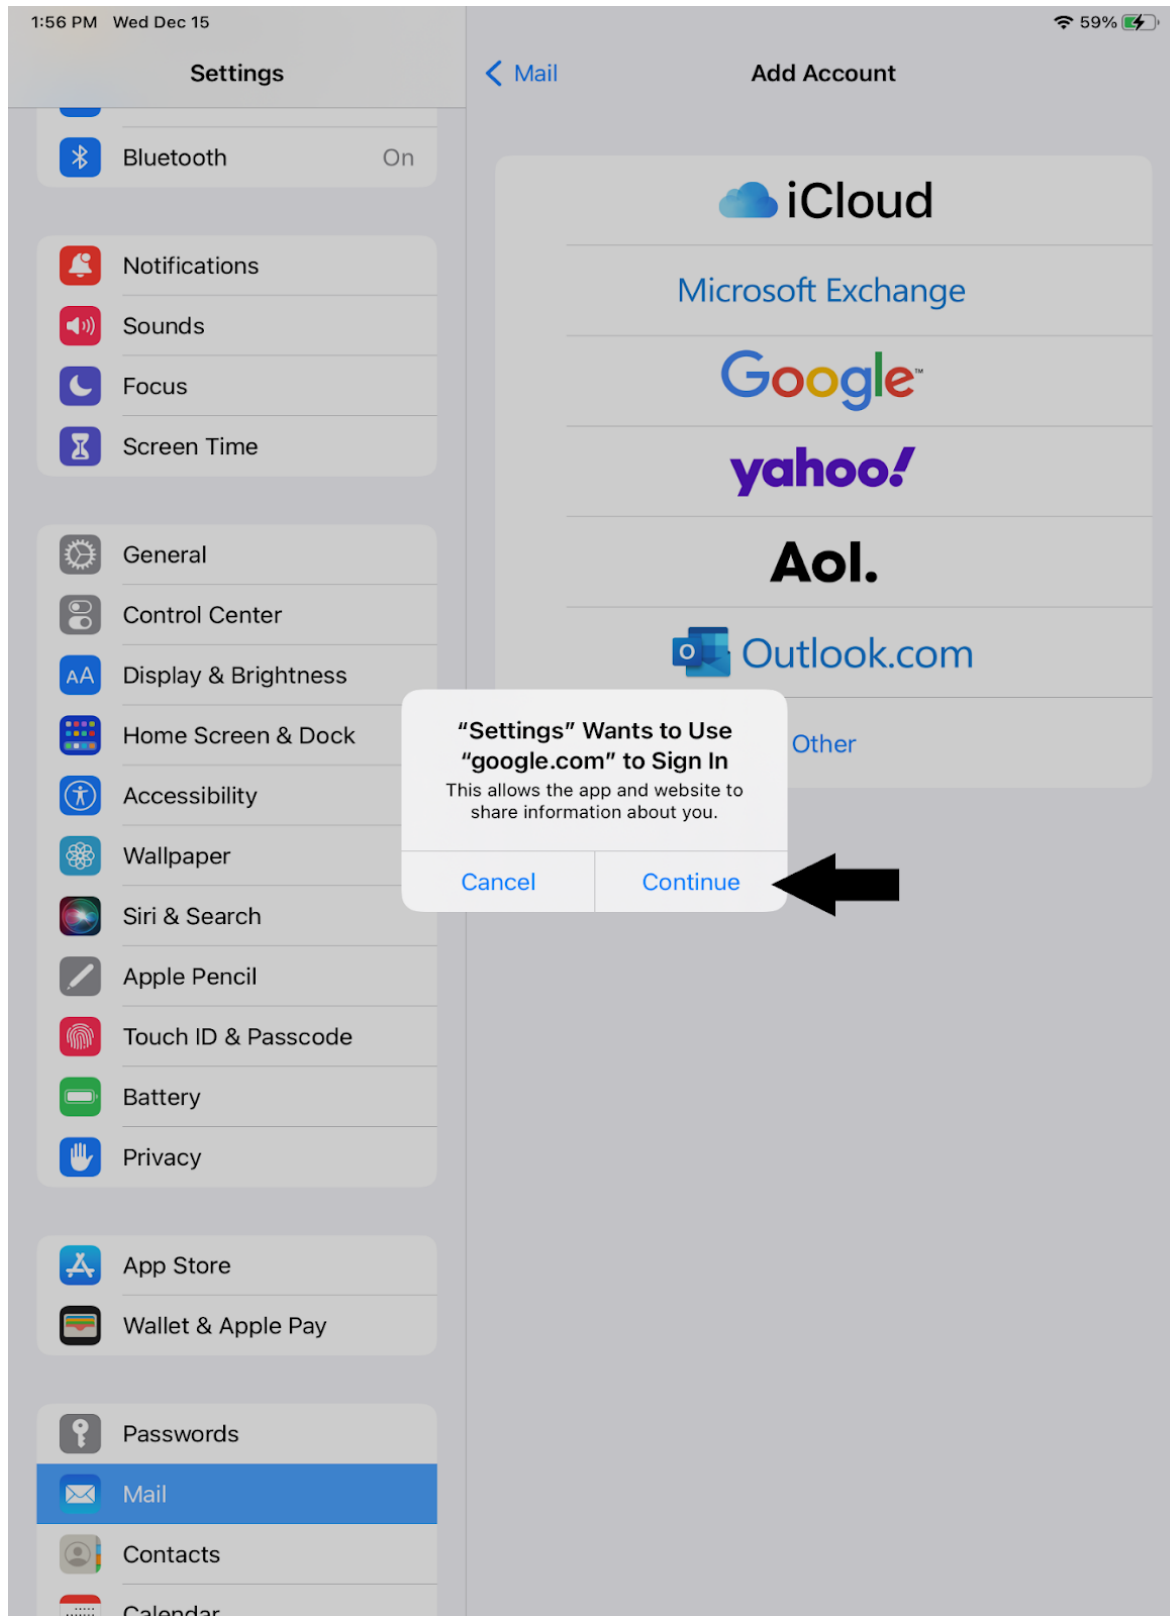 1:56 PM Wed Dec 15
59%
Settings
Bluetooth On
Notifications
Sounds
Focus
Screen Time
General
Control Center
AA Display & Brightness
Home Screen & Dock
Accessibility
Wallpaper
Siri & Search
Apple Pencil
Touch ID & Passcode
Battery
Privacy
App Store
Wallet & Apple Pay
Passwords
Mail
Contacts
Calendar
Mail
Add Account
iCloud
Microsoft Exchange
Google™
yahoo!
Aol.
O Outlook.com
Other
“Settings” Wants to Use
“google.com” to Sign In
This allows the app and website to
share information about you.
Cancel Continue